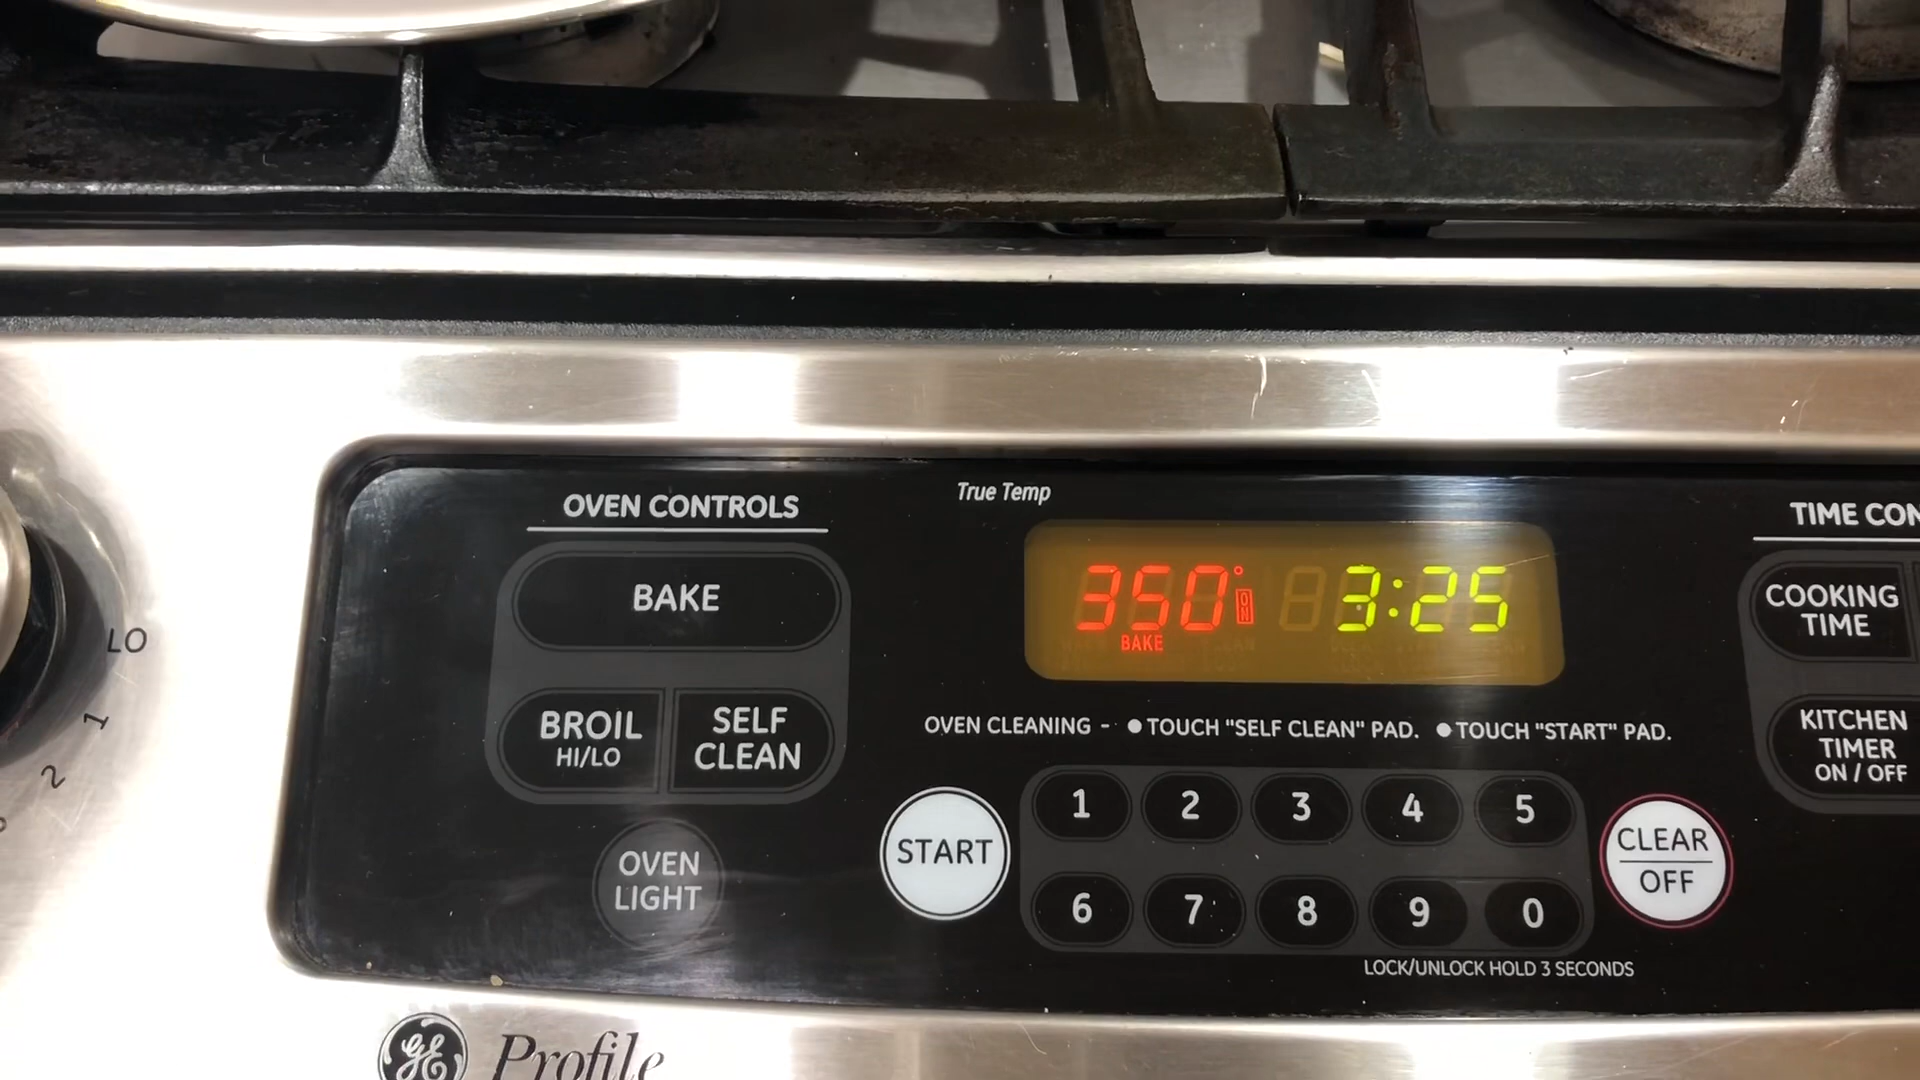 OVEN CONTROLS
True Temp
TIME CON
BAKE
350° ON 3:25
BAKE
COOKING
TIME
BROIL
HI/LO
SELF
CLEAN
OVEN CLEANING - • TOUCH "SELF CLEAN" PAD. • TOUCH "START" PAD.
KITCHEN
TIMER
ON / OFF
OVEN
LIGHT
START
1 2 3 4 5
6 7 8 9 0
CLEAR
OFF
LOCK/UNLOCK HOLD 3 SECONDS
LO
1
2
GE Profile